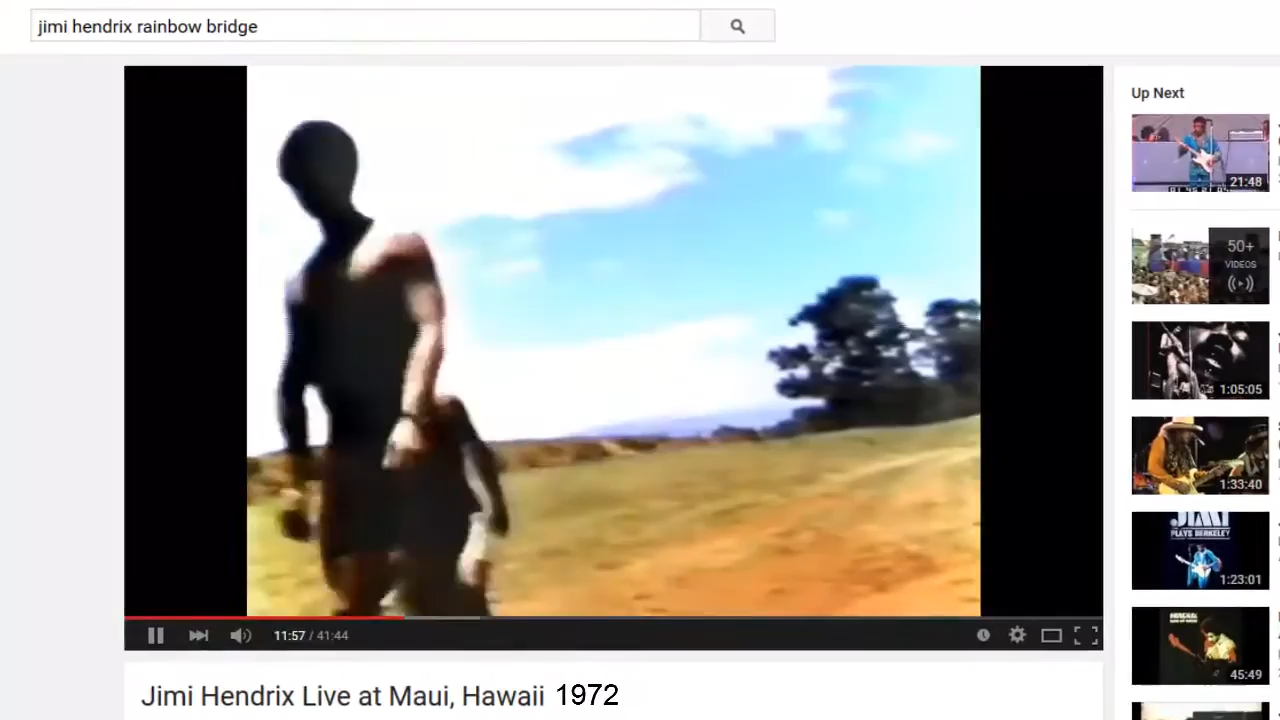 jimi hendrix rainbow bridge
Up Next
21:48
50+
VIDEOS
1:05:05
1:33:40
JIMI
PLAYS BERKELEY
1:23:01
45:49
11:57 / 41:44
Jimi Hendrix Live at Maui, Hawaii 1972